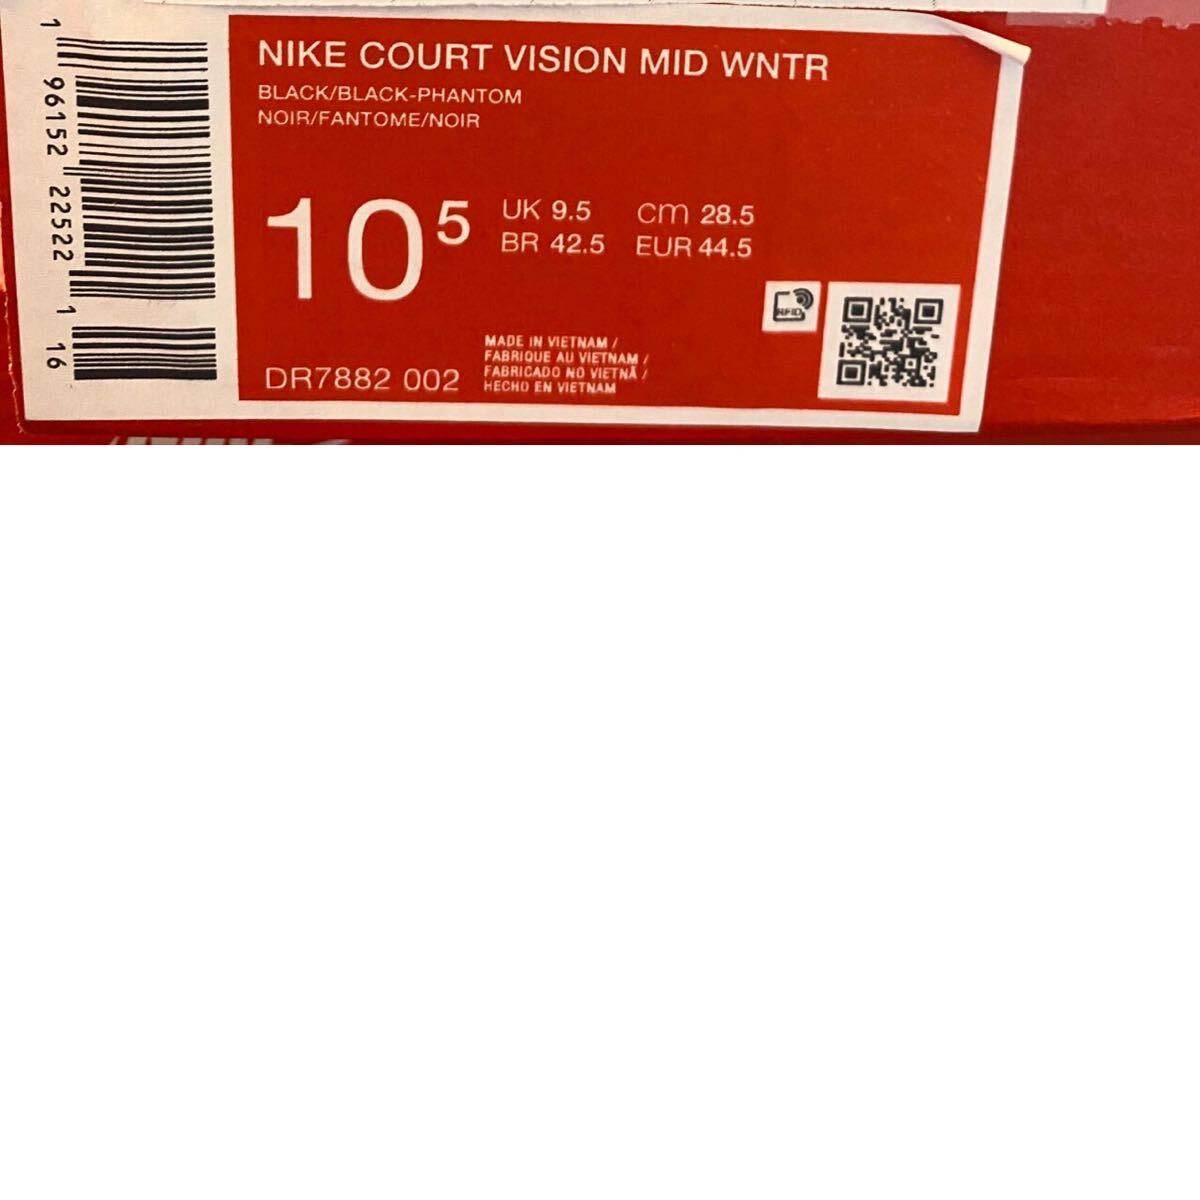 NIKE COURT VISION MID WNTR
BLACK/BLACK-PHANTOM
NOIR/FANTOME/NOIR
10 5
UK 9.5 cm 28.5
BR 42.5 EUR 44.5
RFID
MADE IN VIETNAM /
FABRIQUE AU VIETNAM /
FABRICADO NO VIETNÃ /
HECHO EN VIETNAM
DR7882 002
1 96152 22522 1 16